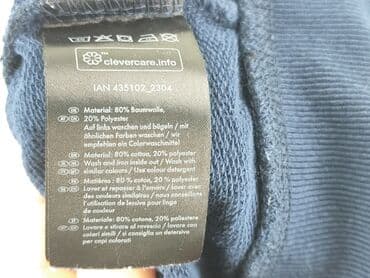 clevercare.info
IAN 435102_2304
Material: 80% Baumwolle,
20% Polyester
Auf links waschen und bügeln / mit
ähnlichen Farben waschen / wir
empfehlen ein Colorwaschmittel
Material: 80% cotton, 20% polyester
Wash and iron inside out / Wash with
similar colours / Use colour detergent
Matières: 80% coton, 20% polyester
Laver et repasser à l'envers / laver avec
des couleurs similaires / nous conseillons
l'utilisation de lessive pour le linge de
couleur
Materiale: 80% cotone, 20% poliestere
Lavare e stirare al rovescio / lavare con
colori simili / si consiglia un detersivo
per capi colorati